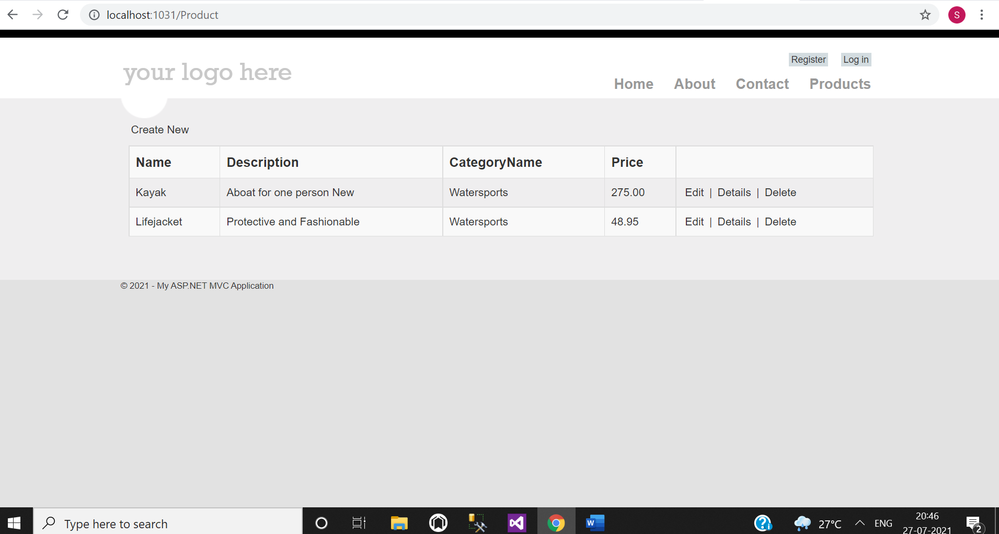 localhost:1031/Product
S
Register Log in
your logo here
Home About Contact Products
Create New
Name Description CategoryName Price
Kayak Aboat for one person New Watersports 275.00 Edit | Details | Delete
Lifejacket Protective and Fashionable Watersports 48.95 Edit | Details | Delete
© 2021 - My ASP.NET MVC Application
Type here to search
W
?
i
27°C
ENG
20:46
27-07-2021
2